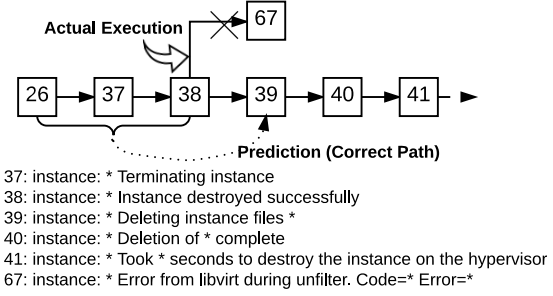 67
Actual Execution
26 37 38 39 40 41
Prediction (Correct Path)
37: instance: * Terminating instance
38: instance: * Instance destroyed successfully
39: instance: * Deleting instance files *
40: instance: * Deletion of * complete
41: instance: * Took * seconds to destroy the instance on the hypervisor
67: instance: * Error from libvirt during unfilter. Code=* Error=*